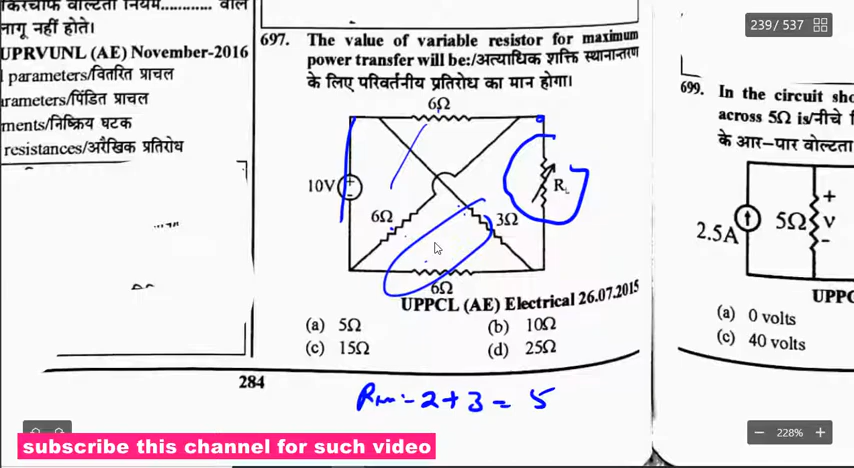 किरचॉफ वोल्टता नियम............ वाले
नागू नहीं होते।
UPRVUNL (AE) November-2016
l parameters/वितरित प्राचल
arameters/पिंडित प्राचल
ments/निष्क्रिय घटक
resistances/अरैखिक प्रतिरोध
284
697. The value of variable resistor for maximum
power transfer will be:/अत्याधिक शक्ति स्थानान्तरण
के लिए परिवर्तनीय प्रतिरोध का मान होगा।
6Ω
10V
+
-
R
L
6Ω
3Ω
6Ω
UPPCL (AE) Electrical 26.07.2015
(a) 5Ω
(b) 10Ω
(c) 15Ω
(d) 25Ω
2 + 3 = 5
239 / 537
699. In the circuit sho
across 5Ω is/नीचे f
के आर-पार वोल्टता
2.5A
5Ω
+
v
-
UPPC
(a) 0 volts
(c) 40 volts
228%
subscribe this channel for such video